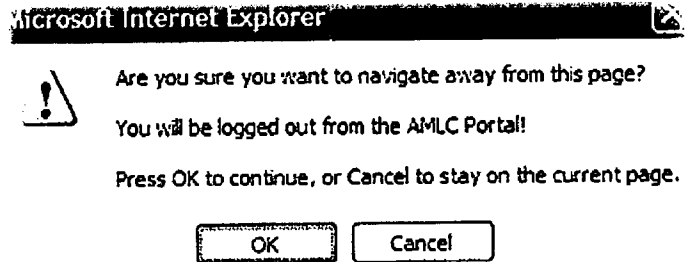 Microsoft Internet Explorer
Are you sure you want to navigate away from this page?
You will be logged out from the AMLC Portal!
Press OK to continue, or Cancel to stay on the current page.
OK Cancel